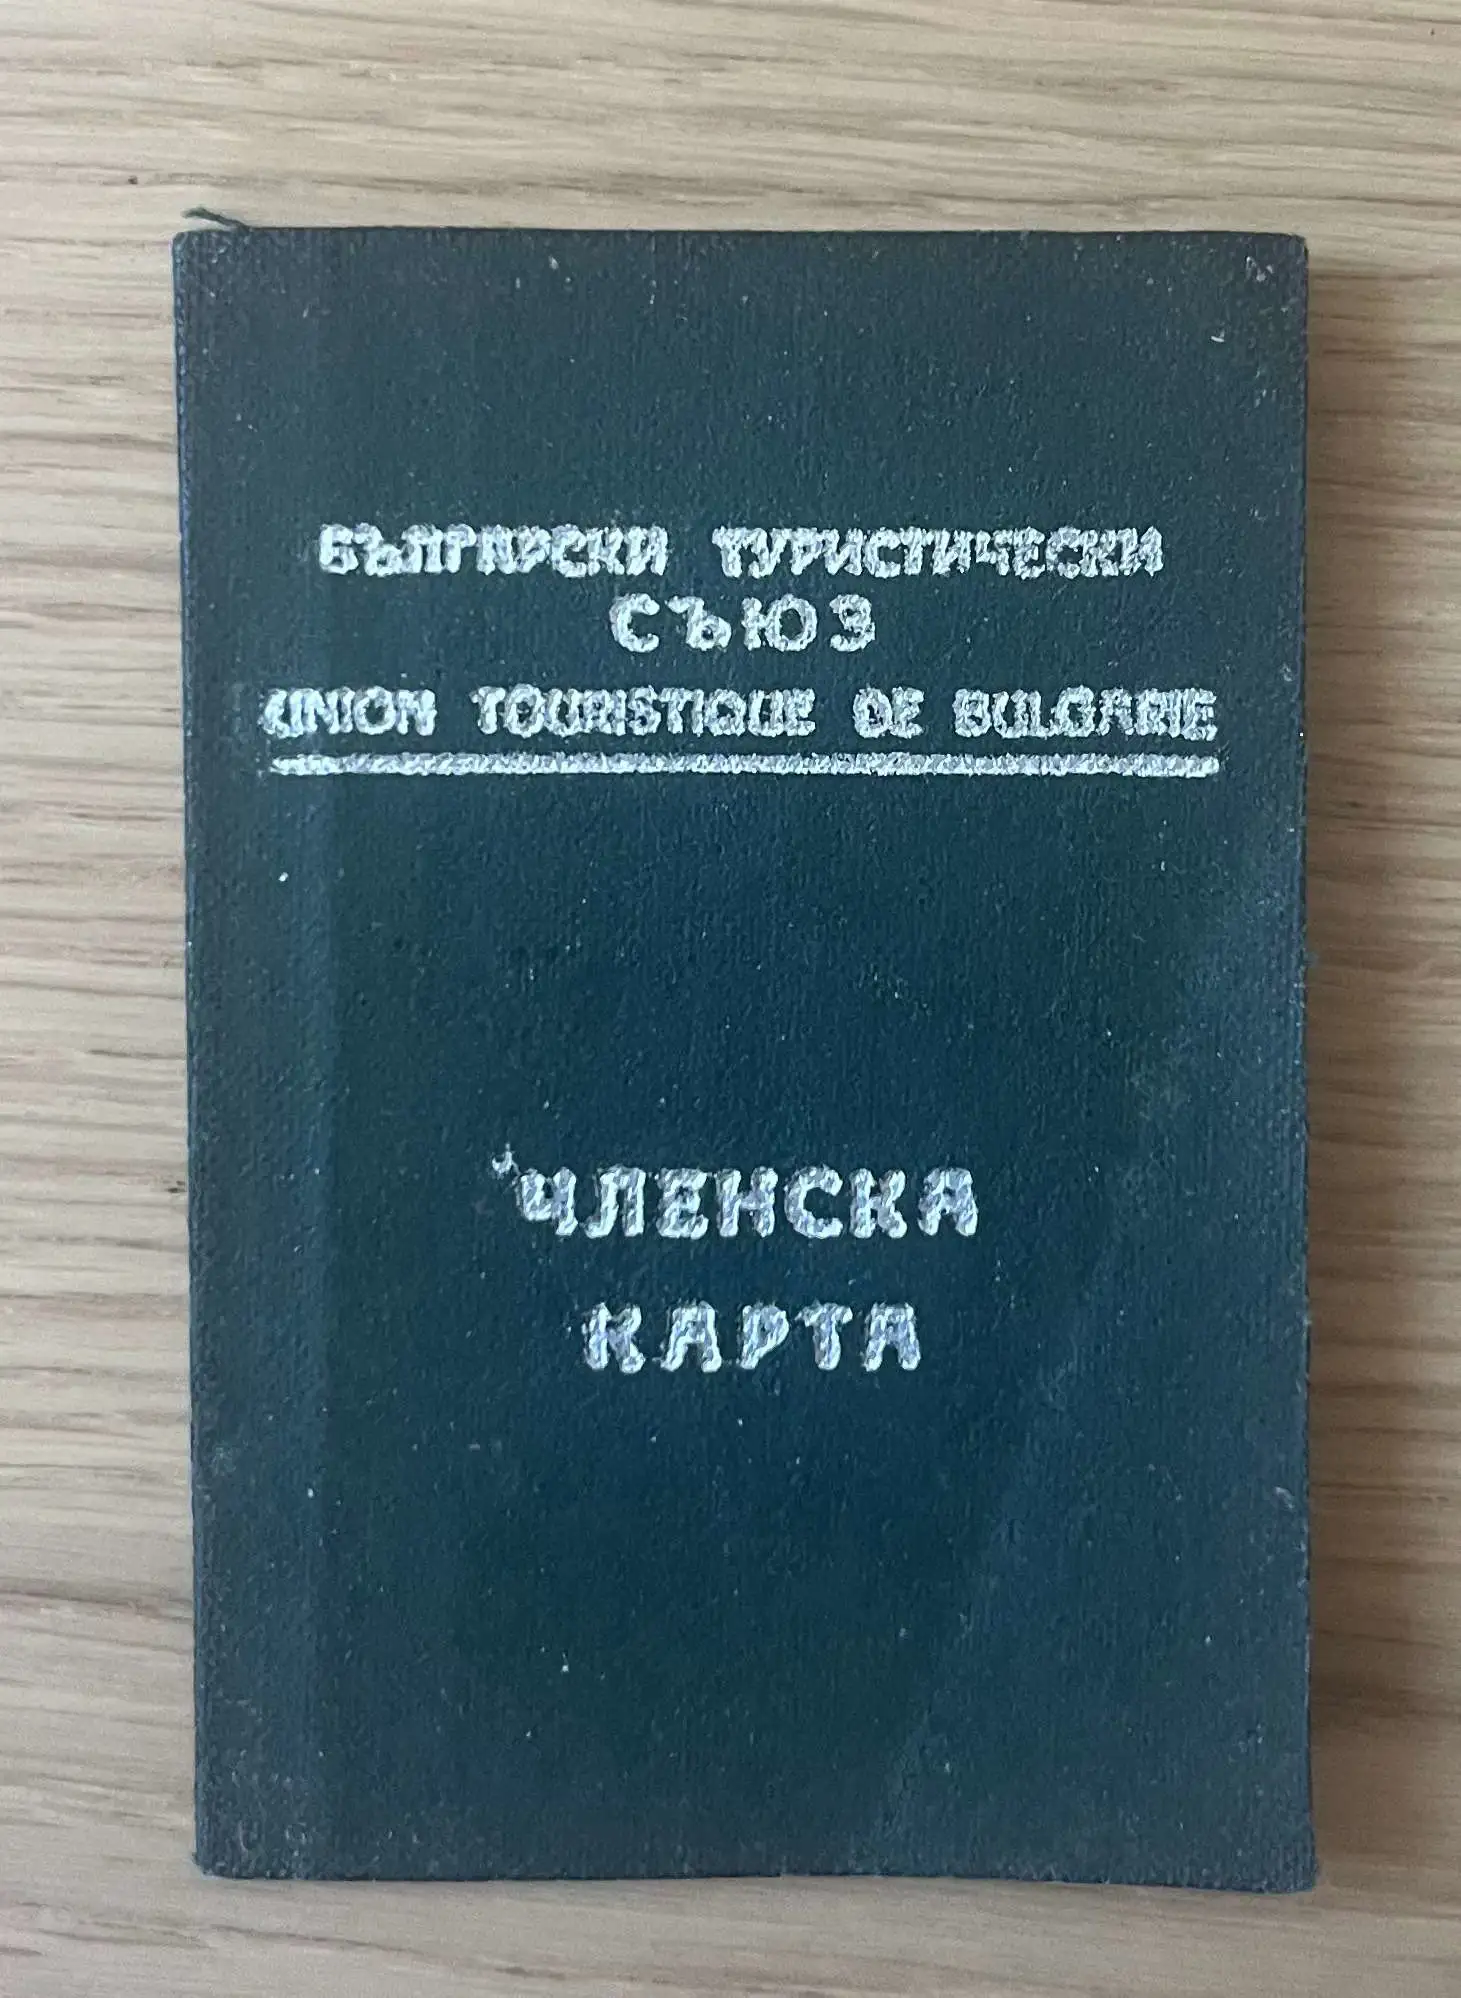 БЪЛГАРСКИ ТУРИСТИЧЕСКИ
СЪЮЗ
UNION TOURISTIQUE DE BULGARIE
ЧЛЕНСКА
КАРТА